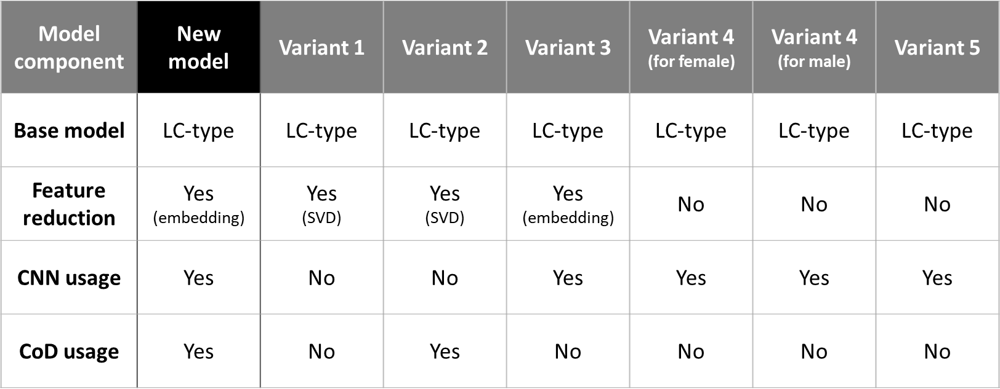 Model component New model Variant 1 Variant 2 Variant 3 Variant 4 (for female) Variant 4 (for male) Variant 5
Base model LC-type LC-type LC-type LC-type LC-type LC-type LC-type
Feature reduction Yes (embedding) Yes (SVD) Yes (SVD) Yes (embedding) No No No
CNN usage Yes No No Yes Yes Yes Yes
CoD usage Yes No Yes No No No No